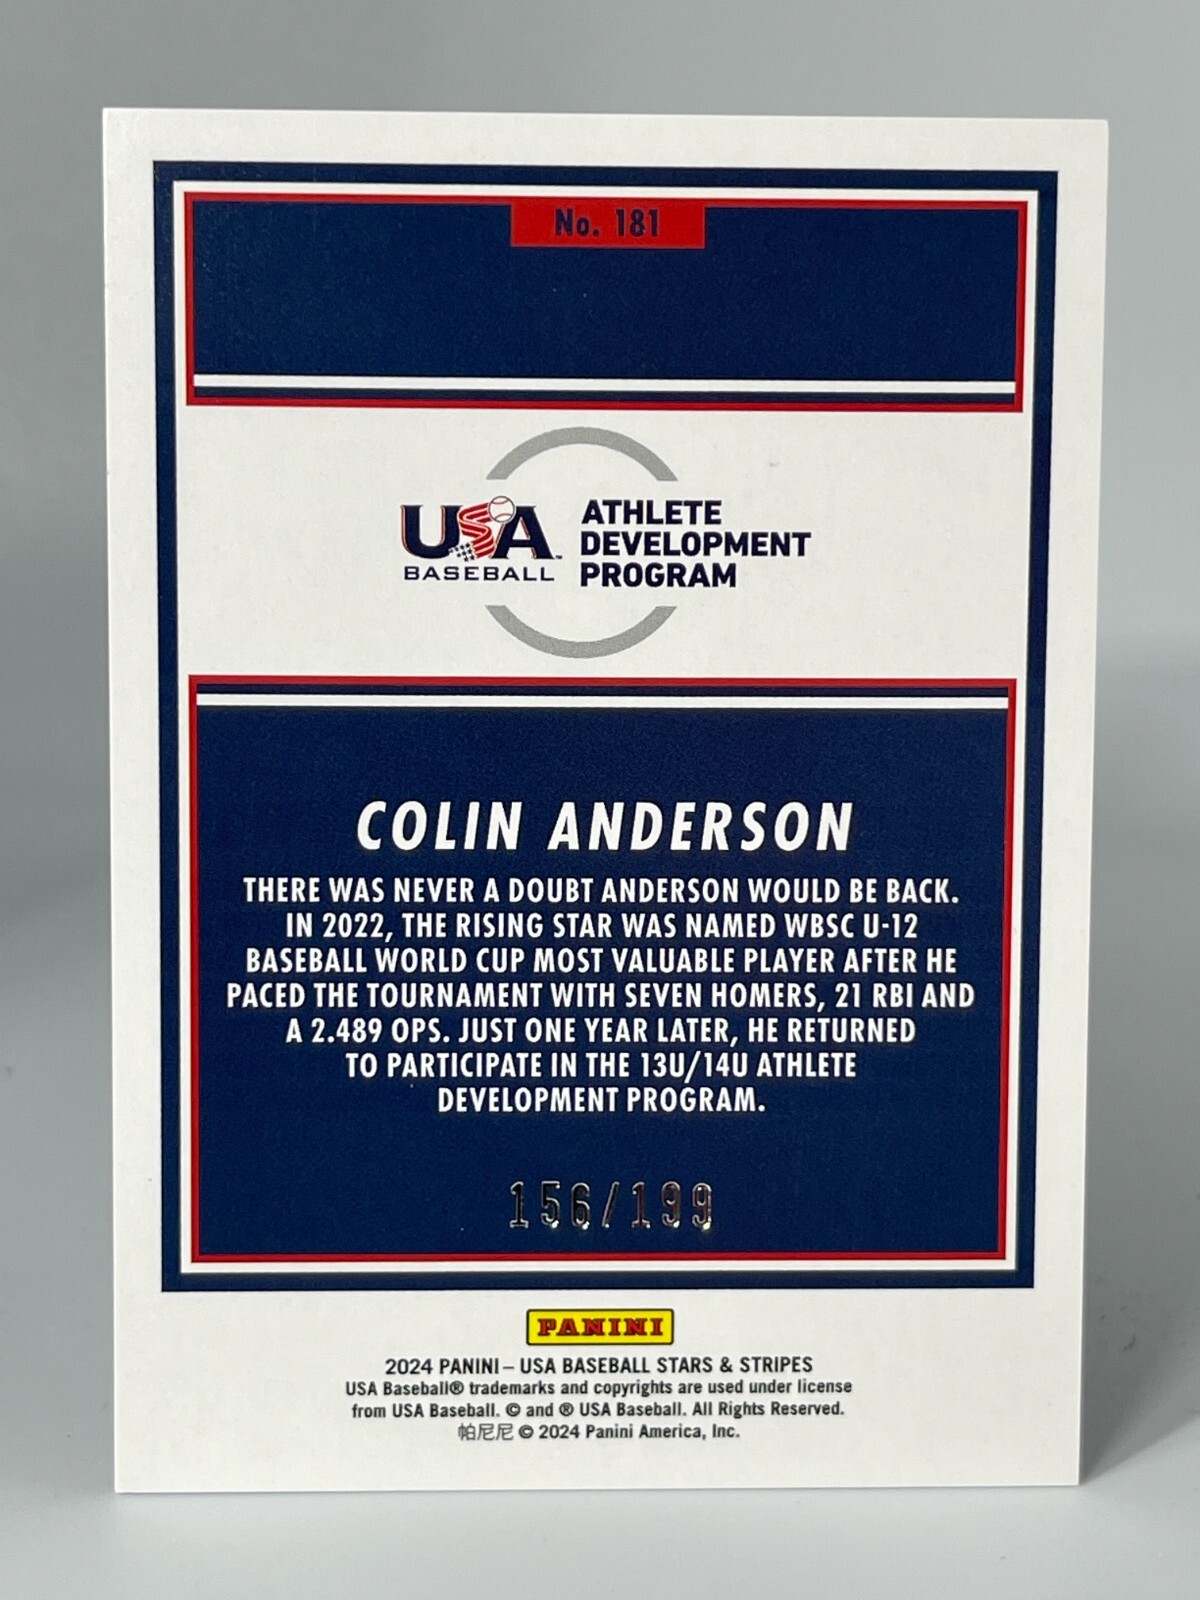 No. 181
USA
BASEBALL
ATHLETE
DEVELOPMENT
PROGRAM
COLIN ANDERSON
THERE WAS NEVER A DOUBT ANDERSON WOULD BE BACK.
IN 2022, THE RISING STAR WAS NAMED WBSC U-12
BASEBALL WORLD CUP MOST VALUABLE PLAYER AFTER HE
PACED THE TOURNAMENT WITH SEVEN HOMERS, 21 RBI AND
A 2.489 OPS. JUST ONE YEAR LATER, HE RETURNED
TO PARTICIPATE IN THE 13U/14U ATHLETE
DEVELOPMENT PROGRAM.
156/199
PANINI
2024 PANINI – USA BASEBALL STARS & STRIPES
USA Baseball® trademarks and copyrights are used under license
from USA Baseball. © and ® USA Baseball. All Rights Reserved.
帕尼尼 © 2024 Panini America, Inc.